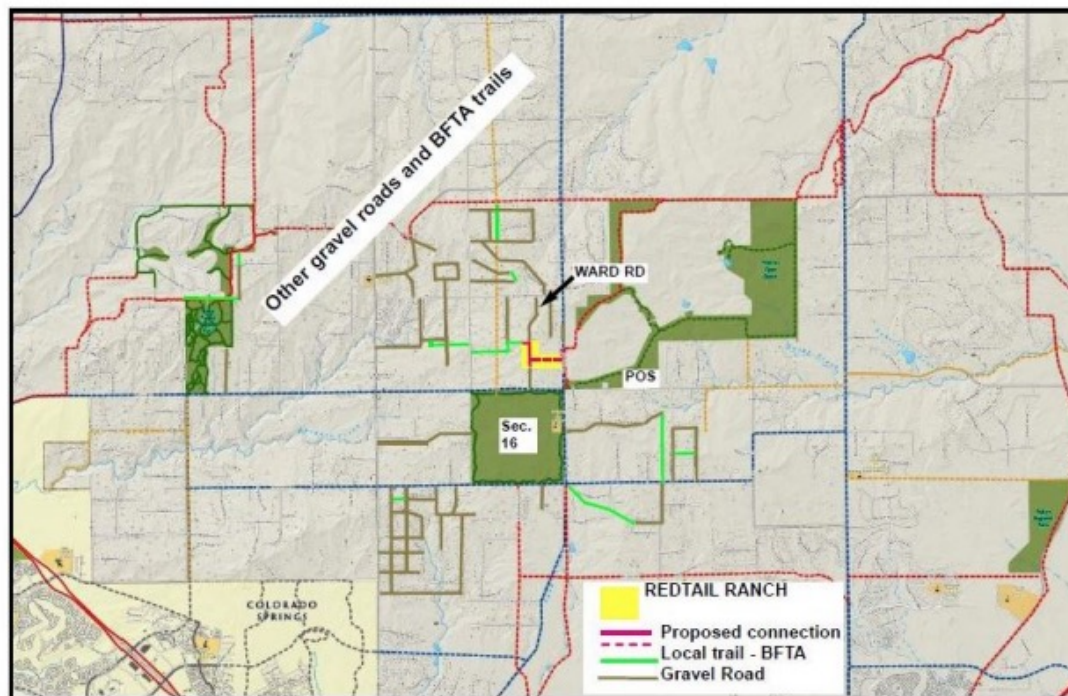 Other gravel roads and BFTA trails
WARD RD
POS
Sec.
16
COLORADO
SPRINGS
REDTAIL RANCH
Proposed connection
Local trail - BFTA
Gravel Road